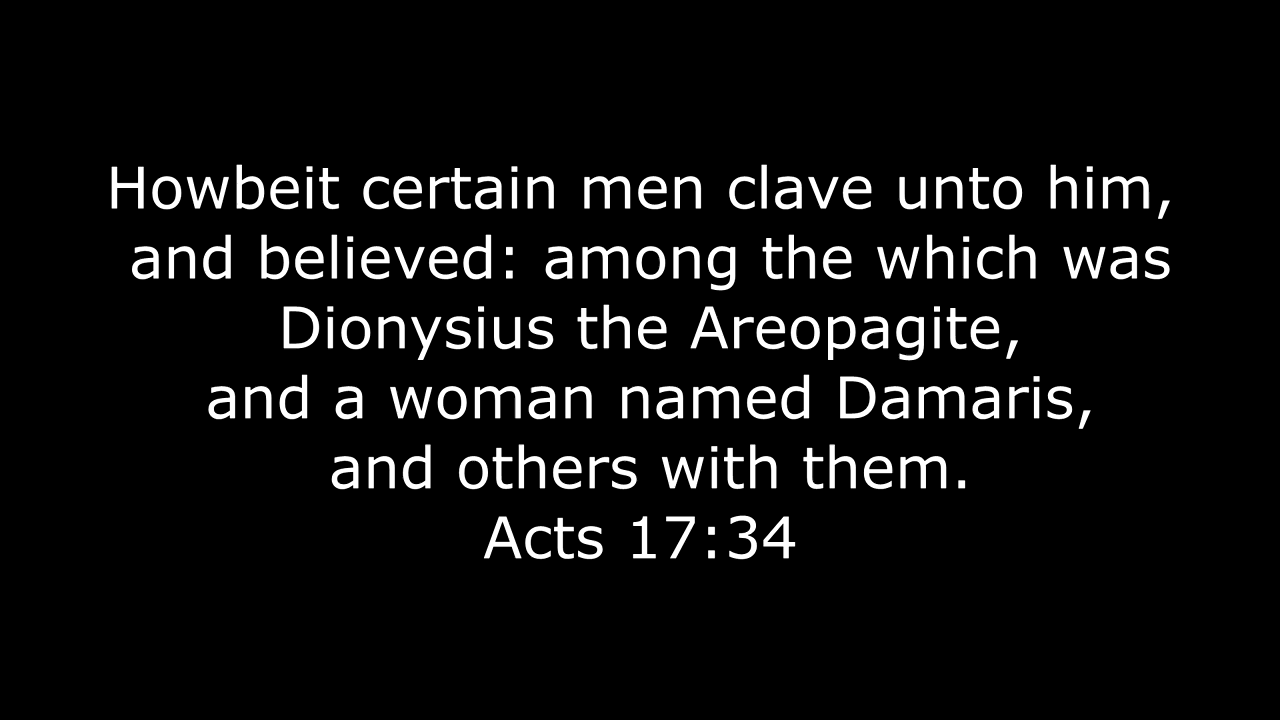 Howbeit certain men clave unto him,
and believed: among the which was
Dionysius the Areopagite,
and a woman named Damaris,
and others with them.
Acts 17:34